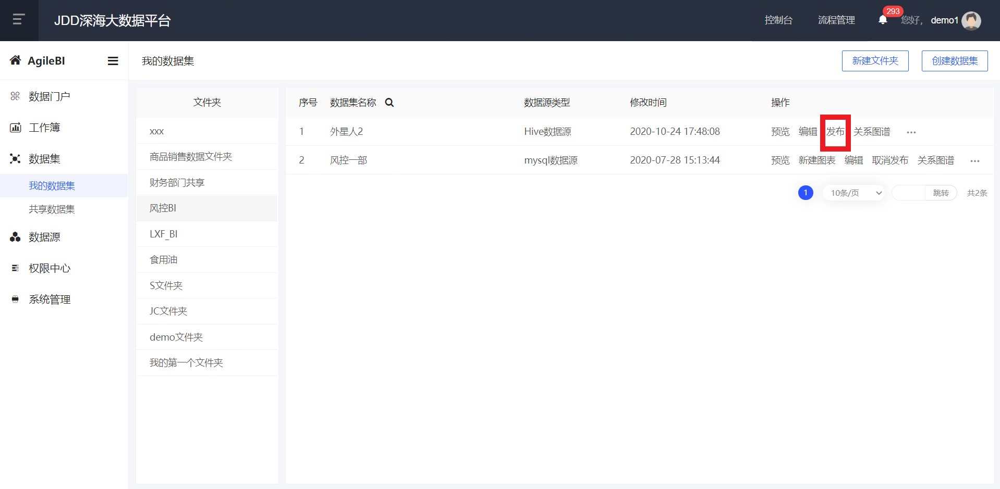 JDD深海大数据平台
控制台
流程管理
293
您好,
demo1
AgileBI
我的数据集
新建文件夹
创建数据集
数据门户
工作簿
数据集
我的数据集
共享数据集
数据源
权限中心
系统管理
文件夹
xxx
商品销售数据文件夹
财务部门共享
风控BI
LXF_BI
食用油
S文件夹
JC文件夹
demo文件夹
我的第一个文件夹
序号 数据集名称 数据源类型 修改时间 操作
1 外星人2 Hive数据源 2020-10-24 17:48:08 预览 编辑 发布 关系图谱 ···
2 风控一部 mysql数据源 2020-07-28 15:13:44 预览 新建图表 编辑 取消发布 关系图谱 ···
1 10条/页 跳转 共2条